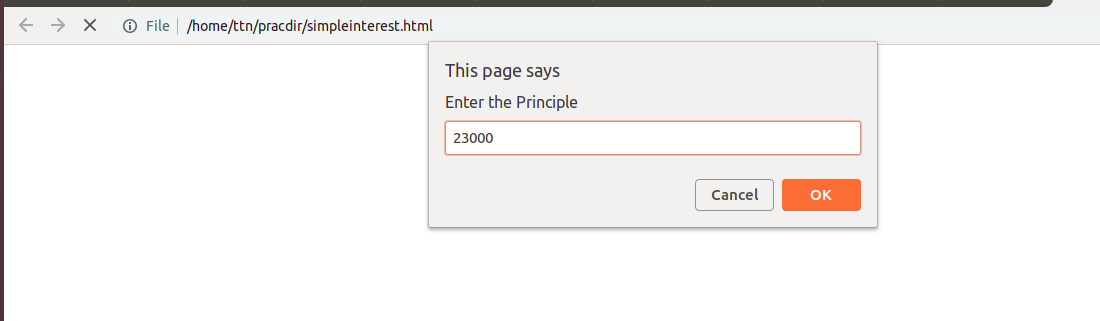 File /home/ttn/pracdir/simpleinterest.html
This page says
Enter the Principle
23000
Cancel OK